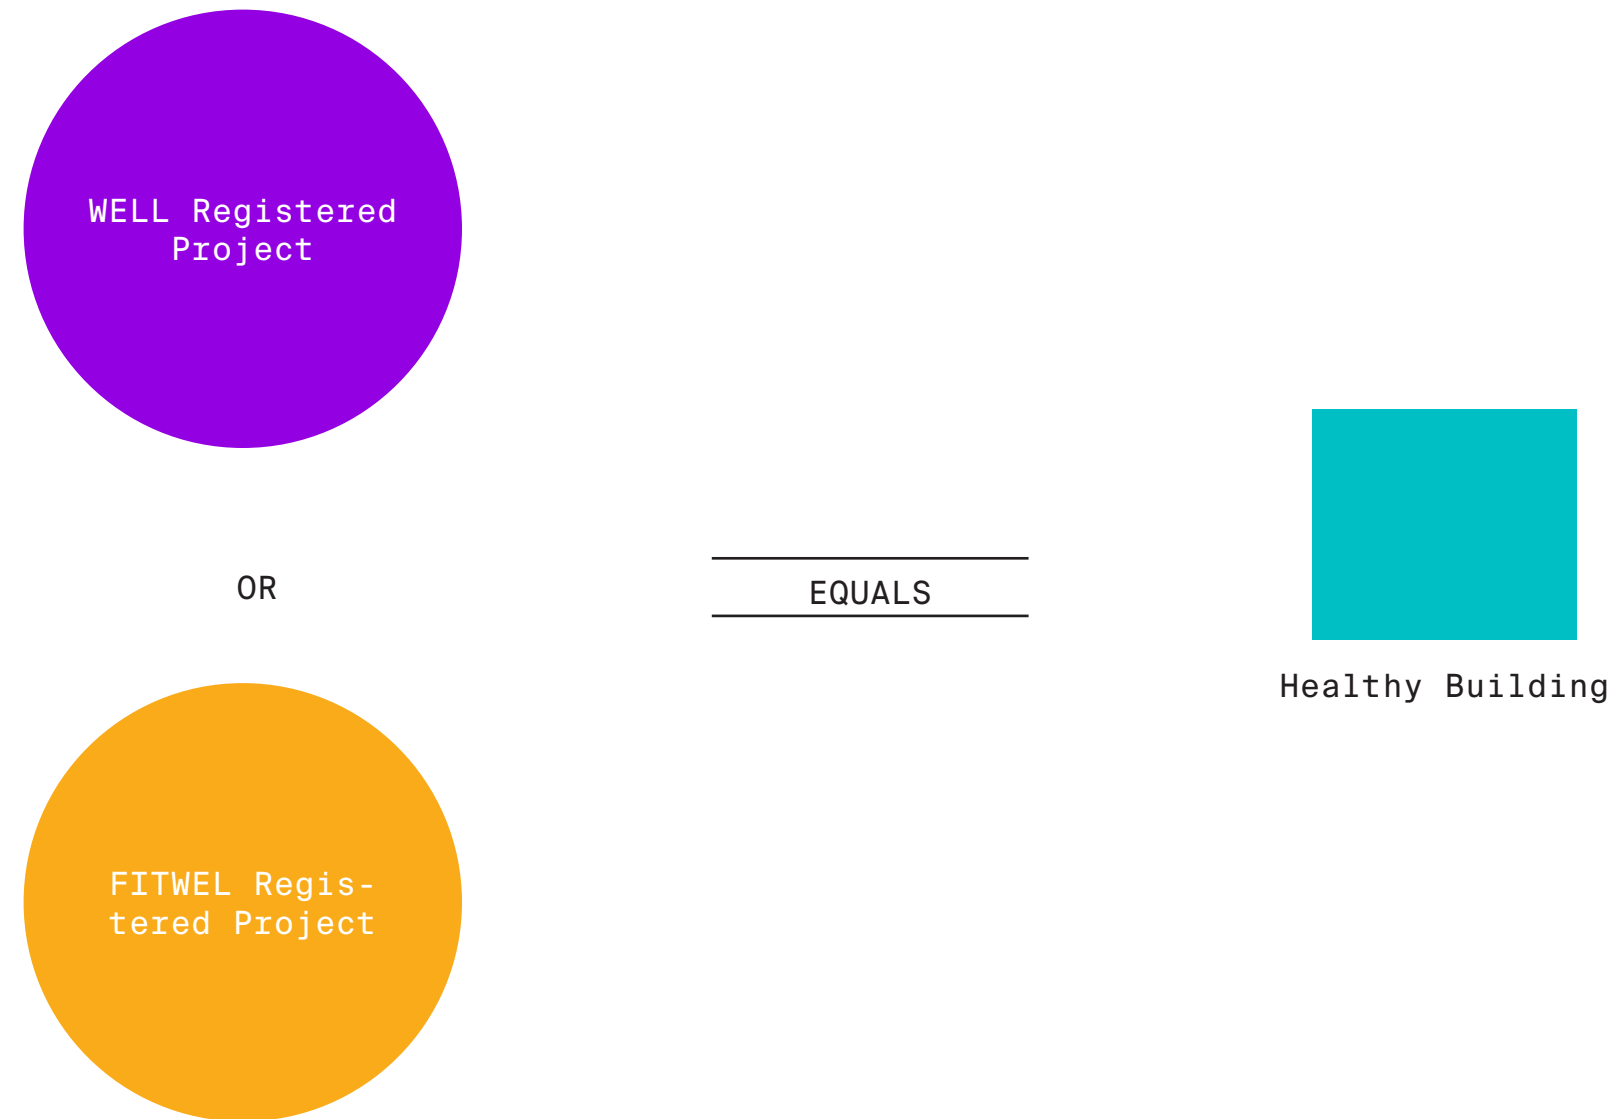 WELL Registered
Project
OR
EQUALS
Healthy Building
FITWEL Regis-
tered Project